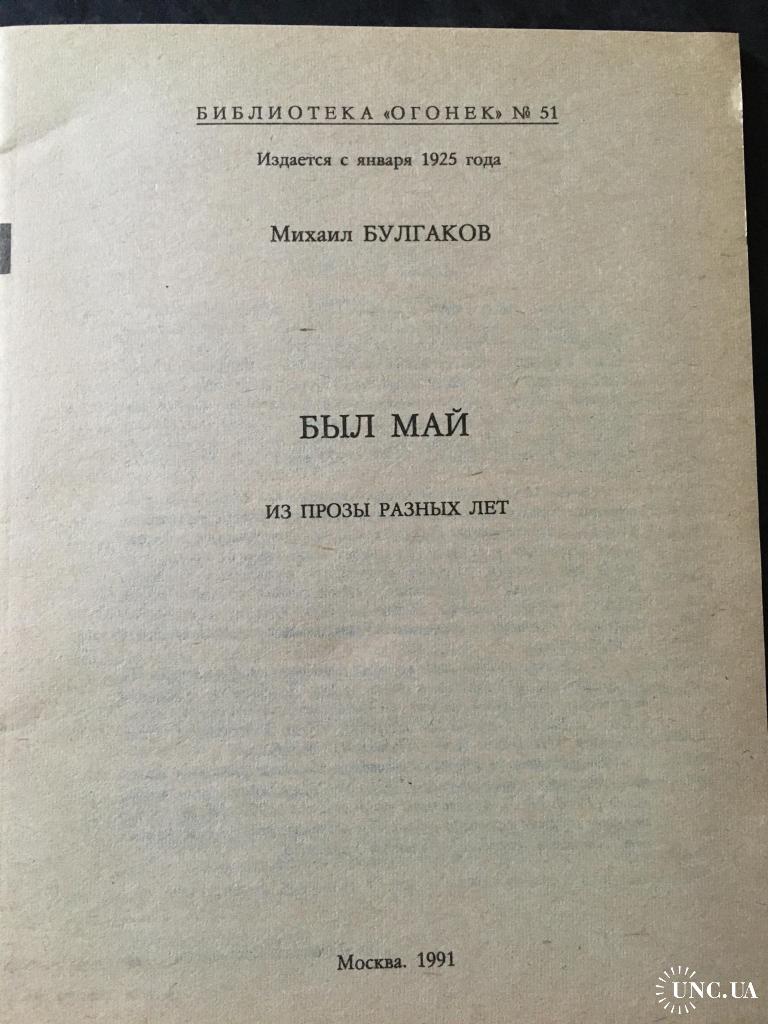 БИБЛИОТЕКА «ОГОНЕК» № 51
Издается с января 1925 года
Михаил БУЛГАКОВ
БЫЛ МАЙ
ИЗ ПРОЗЫ РАЗНЫХ ЛЕТ
Москва. 1991
UNC.UA